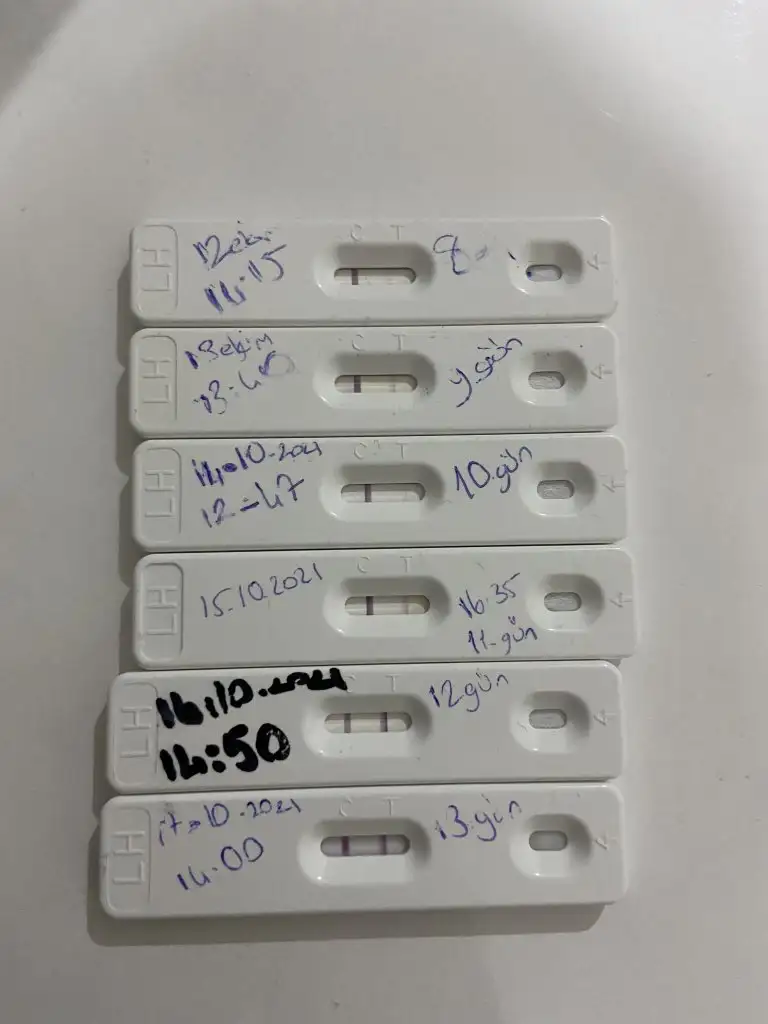 LH
12 eki
14:15
C T
8
LH
13 ekim
13:40
C T
9.gün
LH
14.10.2021
12-47
C T
10.gün
LH
15.10.2021
C T
16.35
11.gün
LH
16.10.2021
14:50
T
12gün
LH
17.10.2021
14.00
C T
13.gün